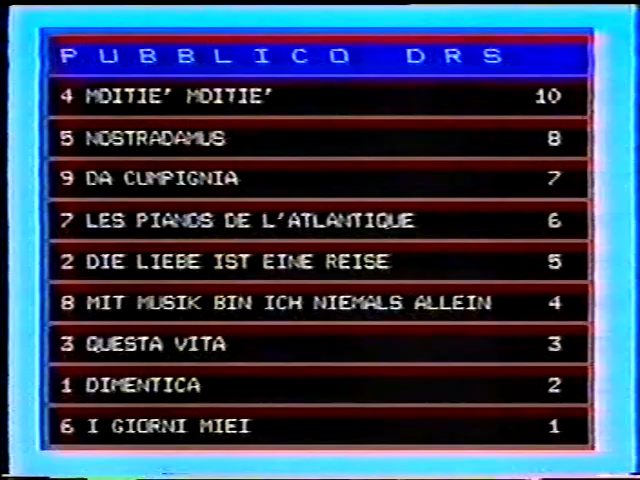 PUBBLICO DRS
4 MOITIE' MOITIE' 10
5 NOSTRADAMUS 8
9 DA CUMPIGNIA 7
7 LES PIANOS DE L'ATLANTIQUE 6
2 DIE LIEBE IST EINE REISE 5
8 MIT MUSIK BIN ICH NIEMALS ALLEIN 4
3 QUESTA VITA 3
1 DIMENTICA 2
6 I GIORNI MIEI 1